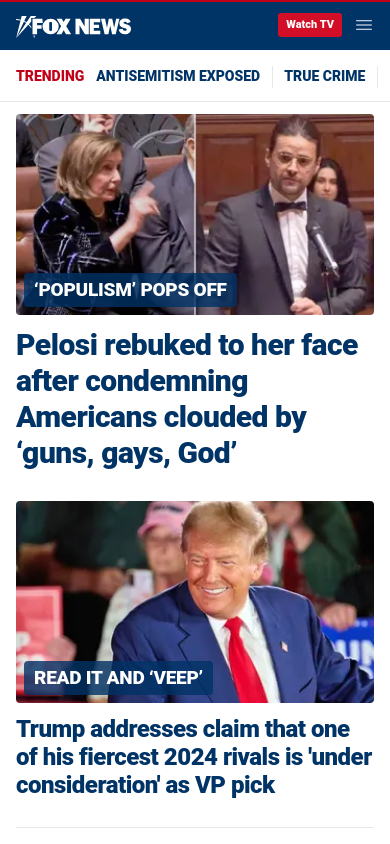 FOX NEWS
Watch TV
TRENDING ANTISEMITISM EXPOSED TRUE CRIME
‘POPULISM’ POPS OFF
Pelosi rebuked to her face
after condemning
Americans clouded by
‘guns, gays, God’
READ IT AND ‘VEEP’
Trump addresses claim that one
of his fiercest 2024 rivals is 'under
consideration' as VP pick